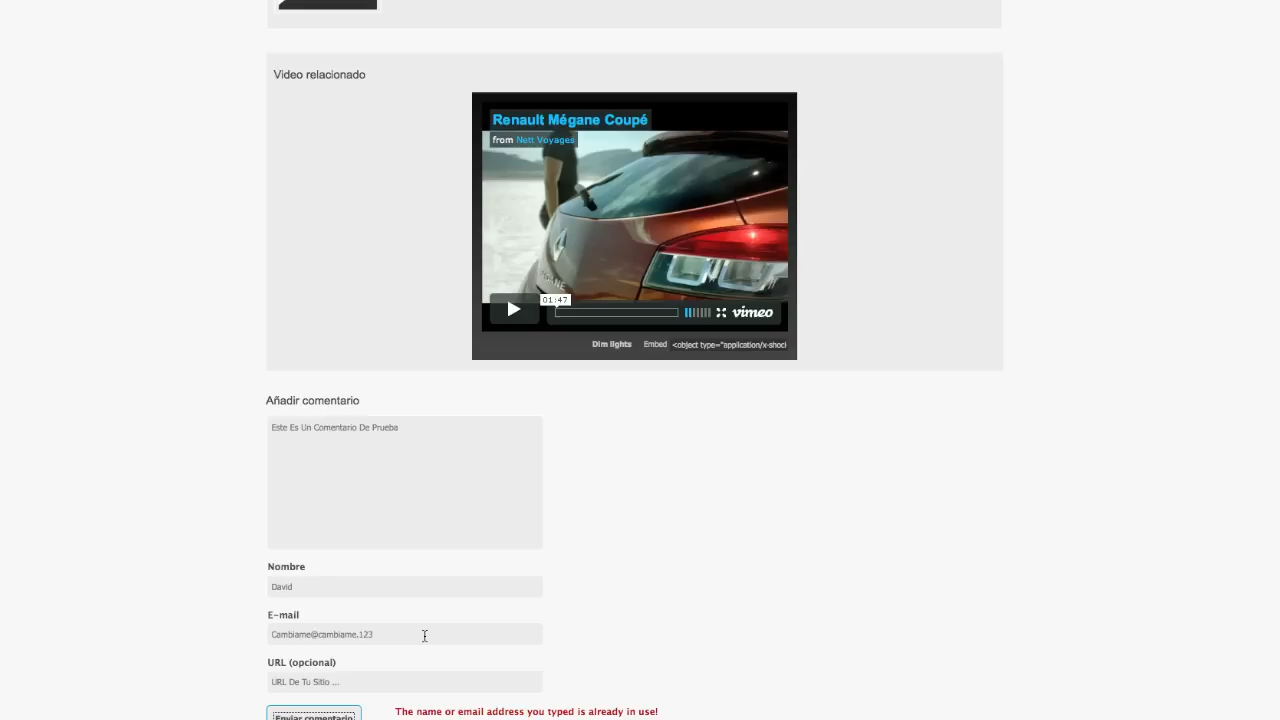 Video relacionado
Renault Mégane Coupé
from Nett Voyages
01:47
vimeo
Dim lights Embed <object type="application/x-shocl
Añadir comentario
Este Es Un Comentario De Prueba
Nombre
David
E-mail
Cambiame@cambiame.123
URL (opcional)
URL De Tu Sitio ...
Enviar comentario
The name or email address you typed is already in use!